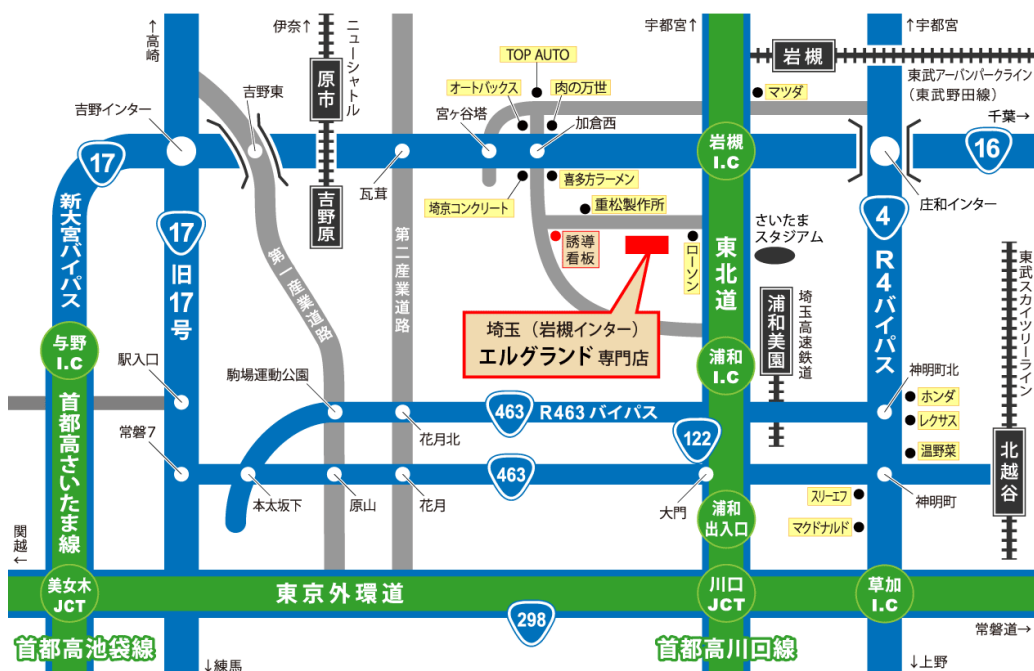 ↑高崎
伊奈↑
ニューシャトル
宇都宮↑
↑宇都宮
原市
岩槻
東武アーバンパークライン
(東武野田線)
TOP AUTO
オートバックス
肉の万世
マツダ
吉野インター
吉野東
宮ヶ谷塔
加倉西
千葉→
17
岩槻
I.C
16
瓦茸
埼京コンクリート
喜多方ラーメン
吉野原
庄和インター
新大宮バイパス
17
旧17号
第一産業道路
第二産業道路
重松製作所
誘導
看板
ローソン
東北道
さいたま
スタジアム
4
R4バイパス
東武スカイツリーライン
埼玉(岩槻インター)
エルグランド 専門店
浦和美園
埼玉高速鉄道
与野
I.C
浦和
I.C
駅入口
駒場運動公園
神明町北
ホンダ
463
R463バイパス
花月北
レクサス
122
常磐7
463
温野菜
北越谷
首都高さいたま線
本太坂下
原山
花月
大門
神明町
浦和
出入口
スリーエフ
マクドナルド
関越
←
美女木
JCT
東京外環道
川口
JCT
草加
I.C
298
常磐道→
首都高池袋線
首都高川口線
↓練馬
↓上野